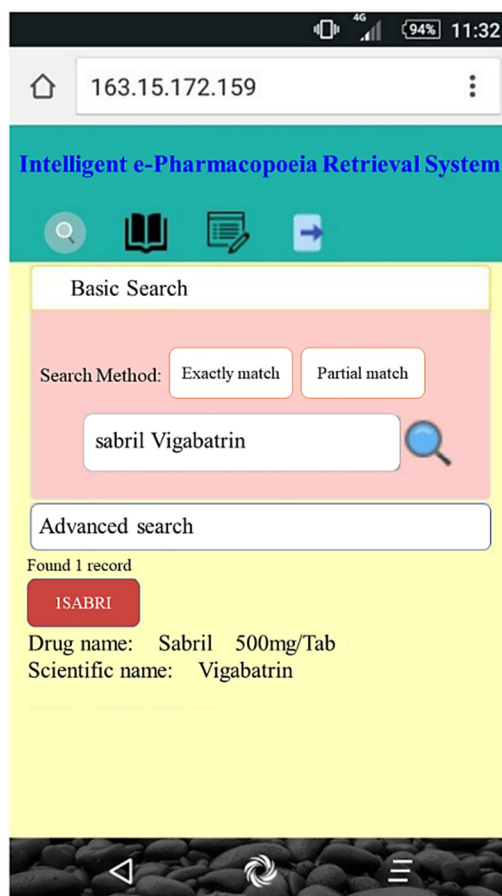 4G 94% 11:32
163.15.172.159
Intelligent e-Pharmacopoeia Retrieval System
Basic Search
Search Method: Exactly match Partial match
sabril Vigabatrin
Advanced search
Found 1 record
1SABRI
Drug name: Sabril 500mg/Tab
Scientific name: Vigabatrin